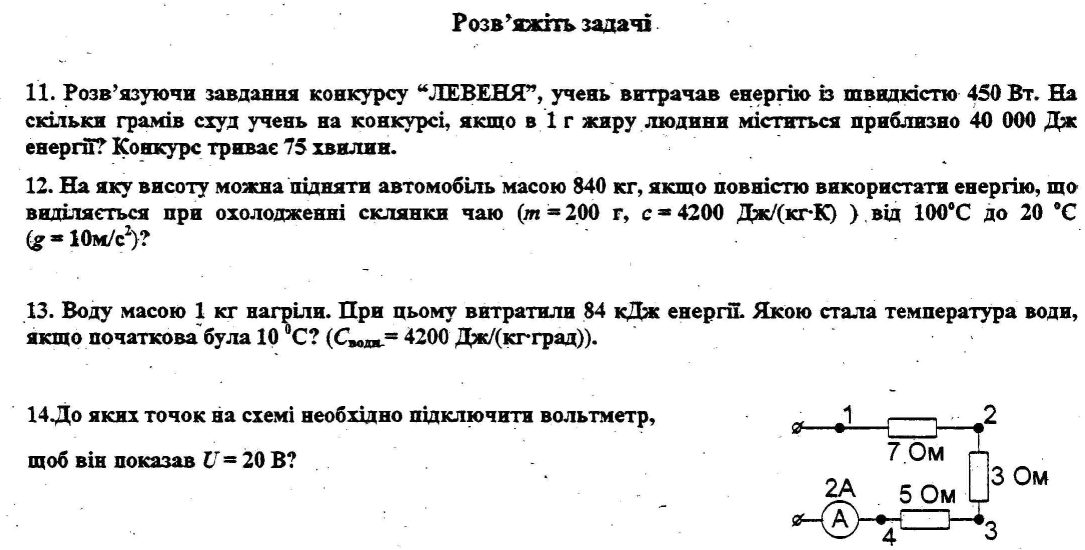 Розв’яжіть задачі.
11. Розв’язуючи завдання конкурсу “ЛЕВЕНЯ”, учень витрачав енергію із швидкістю 450 Вт. На
скільки грамів схуд учень на конкурсі, якщо в 1 г жиру людини міститься приблизно 40 000 Дж
енергії? Конкурс триває 75 хвилин.
12. На яку висоту можна підняти автомобіль масою 840 кг, якщо повністю використати енергію, що
виділяється при охолодженні склянки чаю (m = 200 г, c = 4200 Дж/(кг·К) ) від 100°С до 20 °С
(g = 10м/с²)?
13. Воду масою 1 кг нагріли. При цьому витратили 84 кДж енергії. Якою стала температура води,
якщо початкова була 10 ⁰С? (Cводи.= 4200 Дж/(кг·град)).
14.До яких точок на схемі необхідно підключити вольтметр,
щоб він показав U = 20 В?
1 2
7 Ом
3 Ом
2А 5 Ом
А
4 3